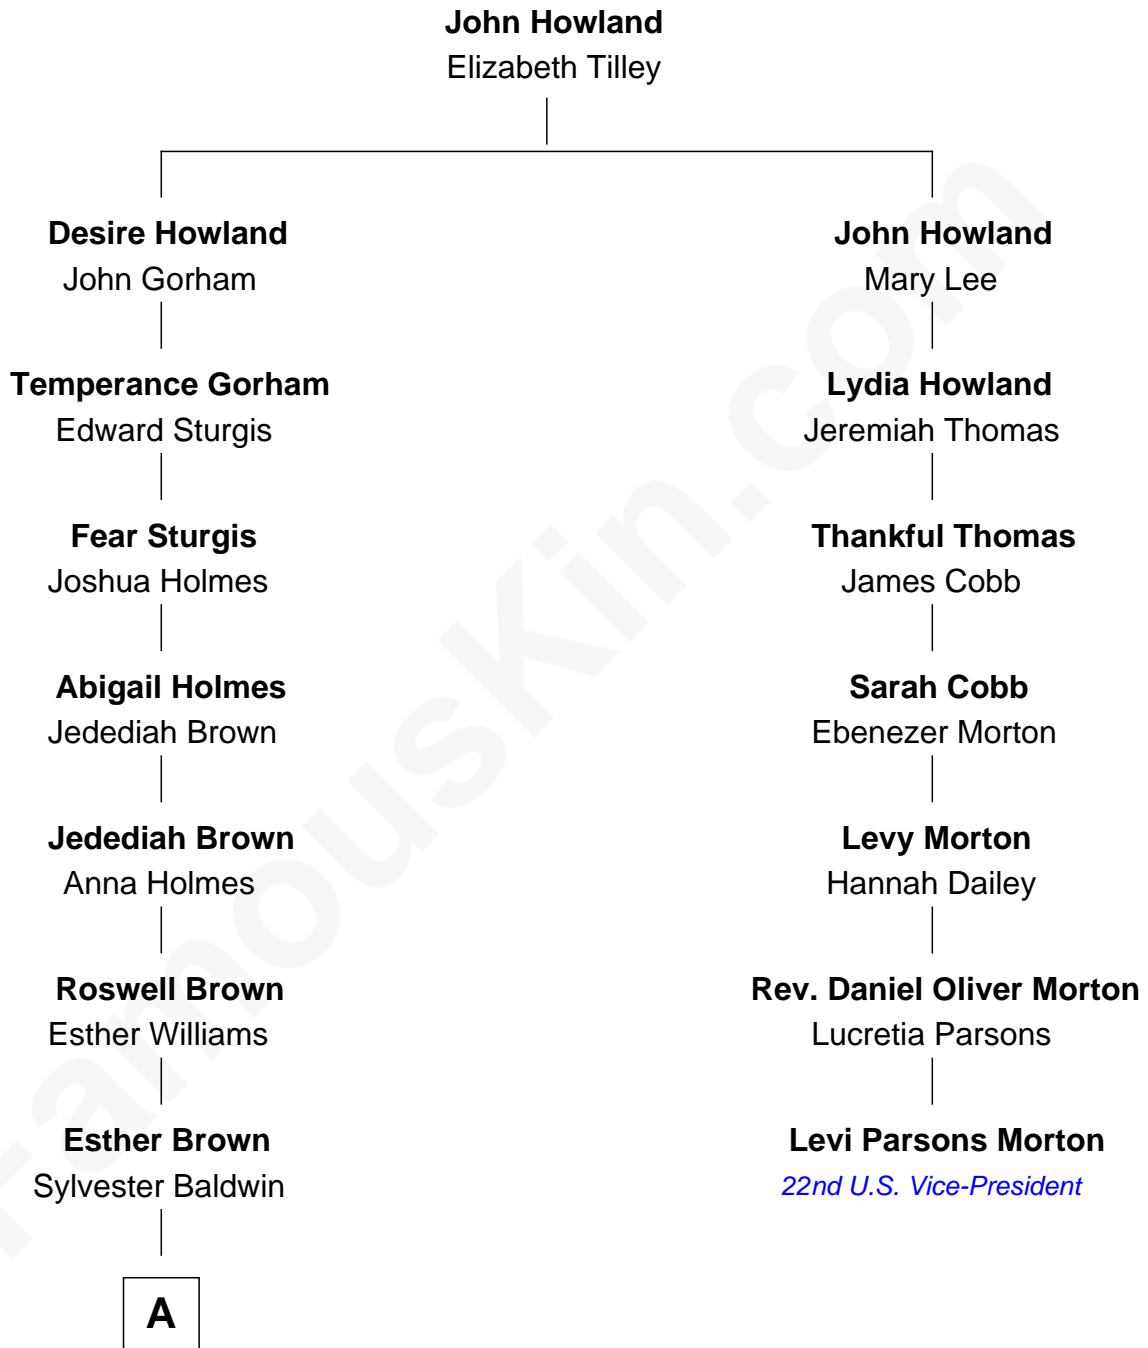 John Howland
Elizabeth Tilley
Desire Howland
John Gorham
John Howland
Mary Lee
Temperance Gorham
Edward Sturgis
Lydia Howland
Jeremiah Thomas
Fear Sturgis
Joshua Holmes
Thankful Thomas
James Cobb
Abigail Holmes
Jedediah Brown
Sarah Cobb
Ebenezer Morton
Jedediah Brown
Anna Holmes
Levy Morton
Hannah Dailey
Roswell Brown
Esther Williams
Rev. Daniel Oliver Morton
Lucretia Parsons
Esther Brown
Sylvester Baldwin
Levi Parsons Morton
22nd U.S. Vice-President
A
FamousKin.com